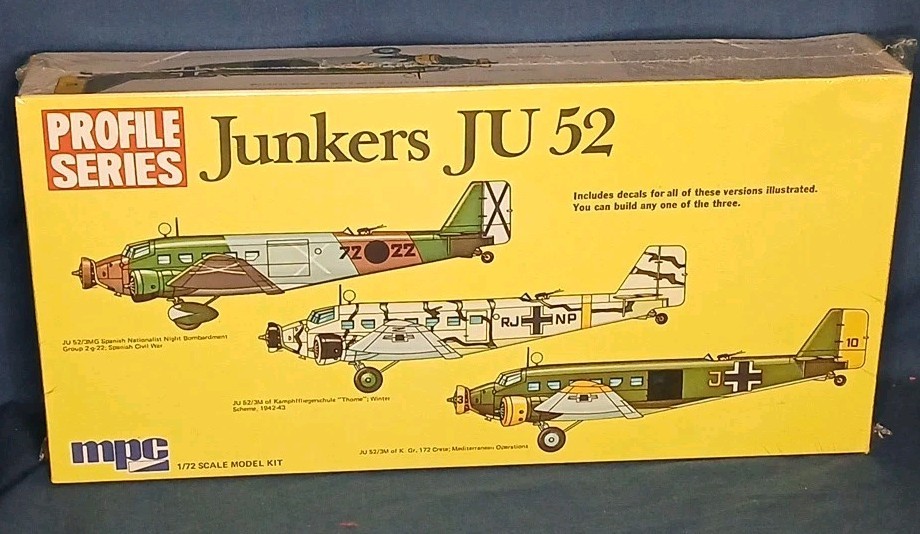 PROFILE
SERIES
Junkers JU 52
Includes decals for all of these versions illustrated.
You can build any one of the three.
72 22
JU 52/3MG Spanish Nationalist Night Bombardment
Group 2-g-22; Spanish Civil War
RJ NP
JU 52/3M of Kampffliegerschule "Thorne"; Winter
Scheme, 1942-43
10
J
3
JU 52/3M of K. Gr. 172 Crete; Mediterranean Operations
mpc
1/72 SCALE MODEL KIT